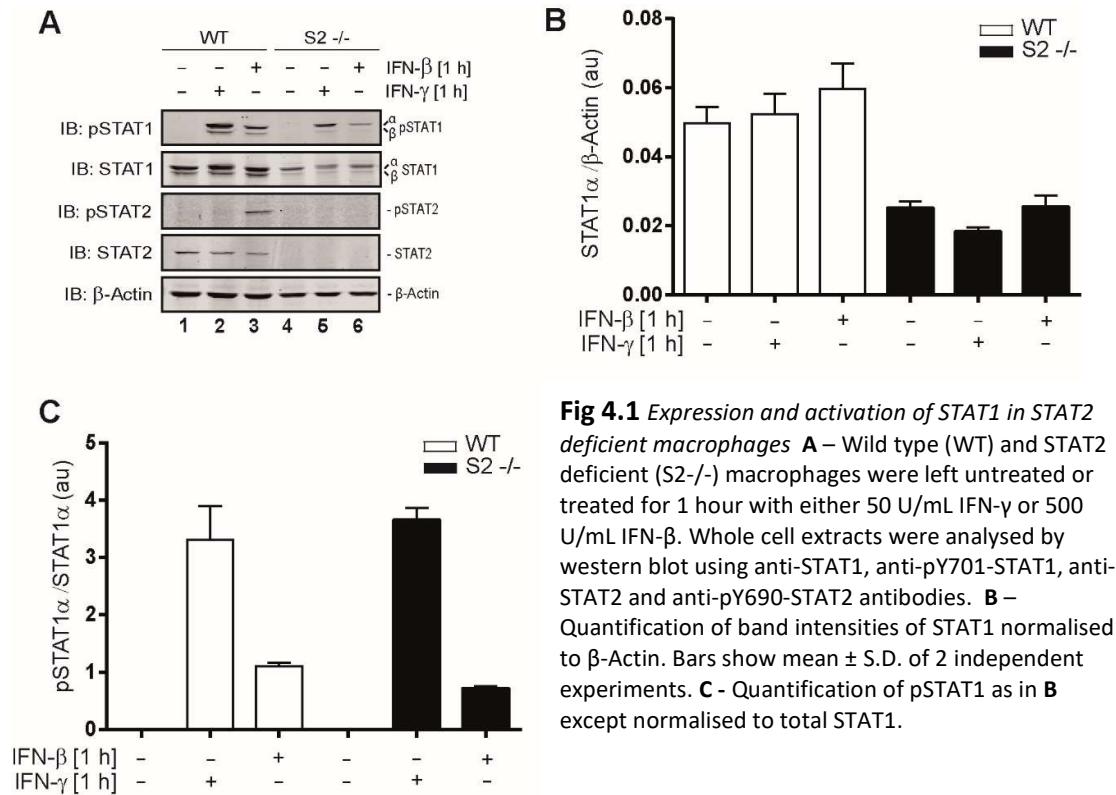 A
WT S2 -/-
– – + – – + IFN-β [1 h]
– + – – + – IFN-γ [1 h]
IB: pSTAT1 α β pSTAT1
IB: STAT1 α β STAT1
IB: pSTAT2 - pSTAT2
IB: STAT2 - STAT2
IB: β-Actin - β-Actin
1 2 3 4 5 6
B
WT
S2 -/-
STAT1α /β-Actin (au)
0.08
0.06
0.04
0.02
0.00
IFN-β [1 h] – – + – – +
IFN-γ [1 h] – + – – + –
C
WT
S2 -/-
pSTAT1α /STAT1α (au)
5
4
3
2
1
0
IFN-β [1 h] – – + – – +
IFN-γ [1 h] – + – – + –
Fig 4.1 Expression and activation of STAT1 in STAT2
deficient macrophages A – Wild type (WT) and STAT2
deficient (S2-/-) macrophages were left untreated or
treated for 1 hour with either 50 U/mL IFN-γ or 500
U/mL IFN-β. Whole cell extracts were analysed by
western blot using anti-STAT1, anti-pY701-STAT1, anti-
STAT2 and anti-pY690-STAT2 antibodies. B –
Quantification of band intensities of STAT1 normalised
to β-Actin. Bars show mean ± S.D. of 2 independent
experiments. C - Quantification of pSTAT1 as in B
except normalised to total STAT1.